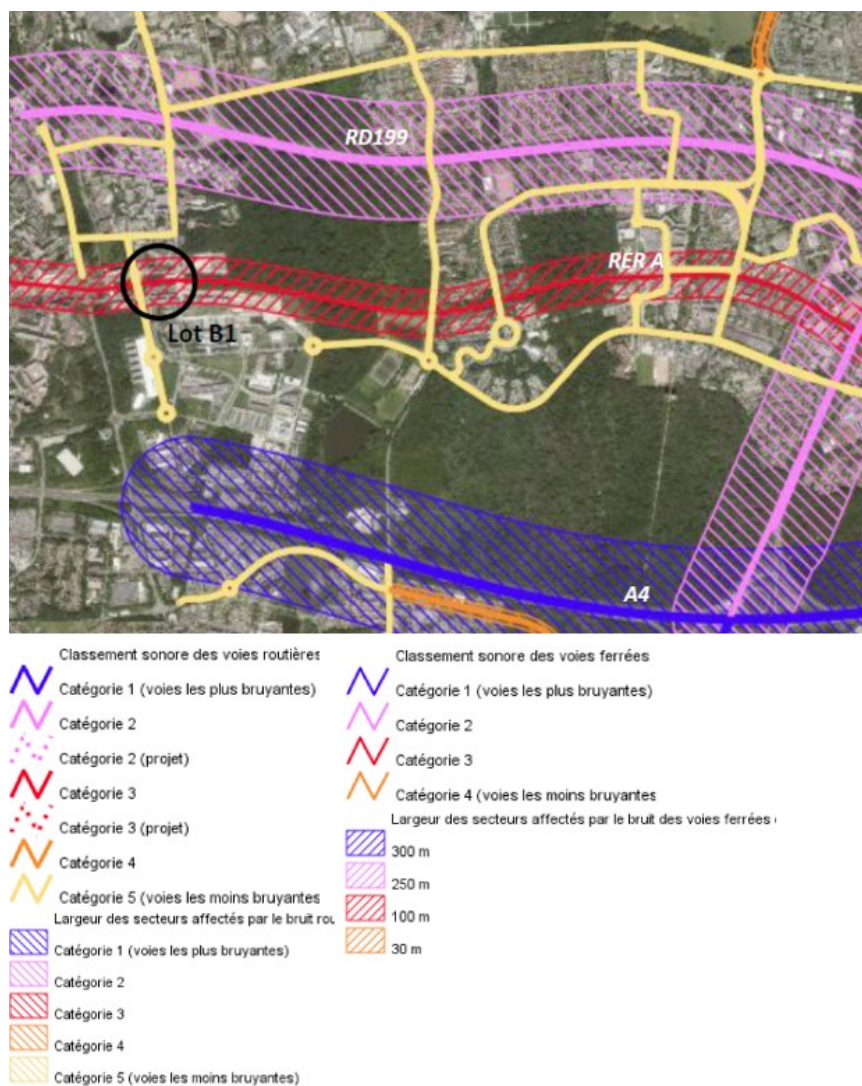 RD199
RER A
Lot B1
A4
Classement sonore des voies routières
Catégorie 1 (voies les plus bruyantes)
Catégorie 2
Catégorie 2 (projet)
Catégorie 3
Catégorie 3 (projet)
Catégorie 4
Catégorie 5 (voies les moins bruyantes
Largeur des secteurs affectés par le bruit rou
Catégorie 1 (voies les plus bruyantes)
Catégorie 2
Catégorie 3
Catégorie 4
Catégorie 5 (voies les moins bruyantes)
Classement sonore des voies ferrées
Catégorie 1 (voies les plus bruyantes)
Catégorie 2
Catégorie 3
Catégorie 4 (voies les moins bruyantes
Largeur des secteurs affectés par le bruit des voies ferrées
300 m
250 m
100 m
30 m